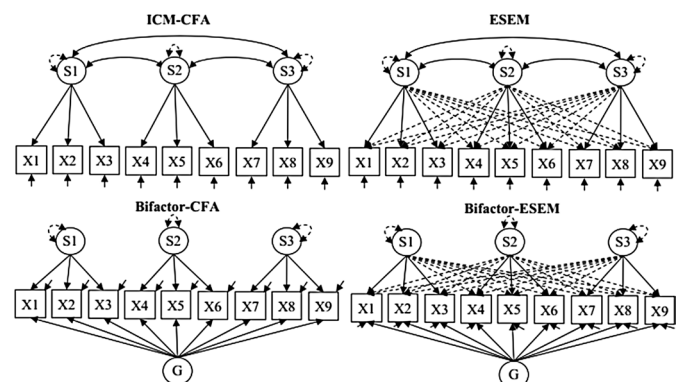 ICM-CFA
S1 S2 S3
X1 X2 X3 X4 X5 X6 X7 X8 X9
ESEM
S1 S2 S3
X1 X2 X3 X4 X5 X6 X7 X8 X9
Bifactor-CFA
S1 S2 S3
X1 X2 X3 X4 X5 X6 X7 X8 X9
G
Bifactor-ESEM
S1 S2 S3
X1 X2 X3 X4 X5 X6 X7 X8 X9
G